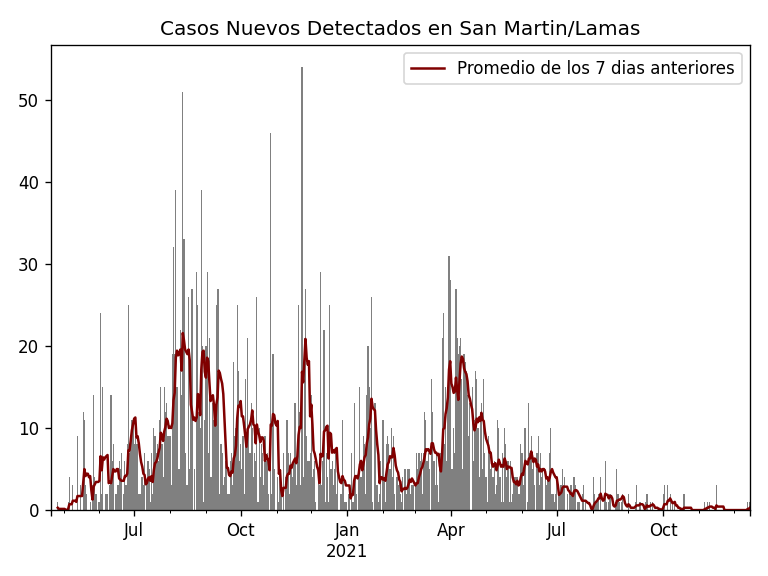 Casos Nuevos Detectados en San Martin/Lamas
Promedio de los 7 dias anteriores
50
40
30
20
10
0
Jul
Oct
Jan
2021
Apr
Jul
Oct